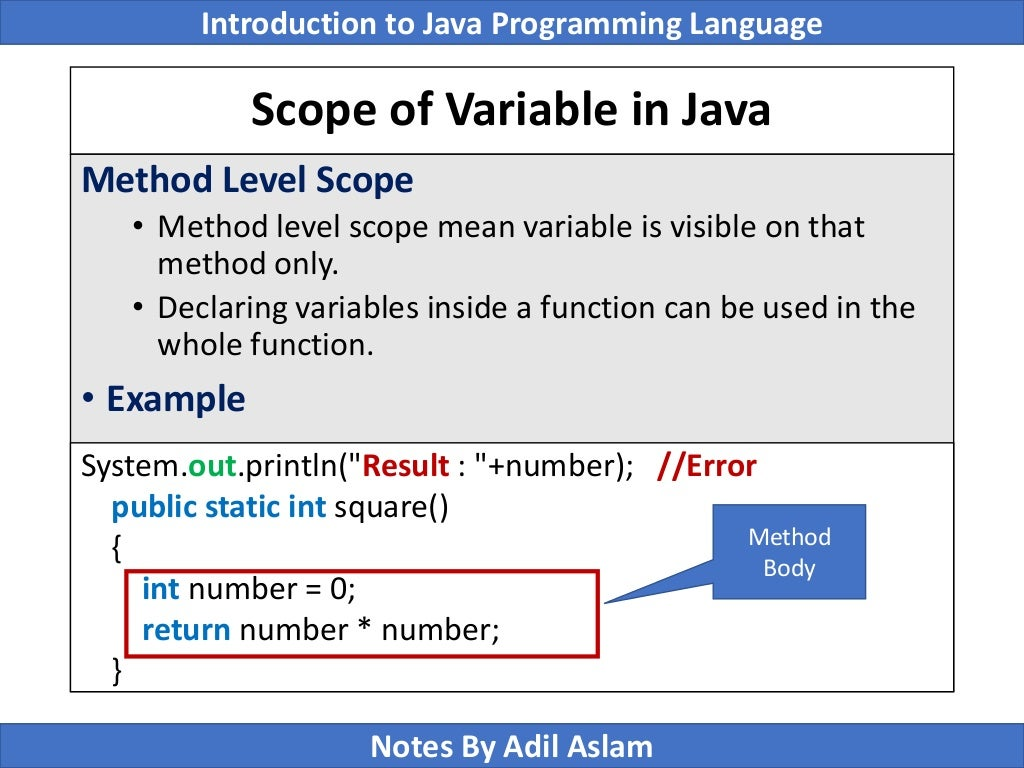 Introduction to Java Programming Language
Scope of Variable in Java
Method Level Scope
• Method level scope mean variable is visible on that
method only.
• Declaring variables inside a function can be used in the
whole function.
• Example
System.out.println("Result : "+number); //Error
public static int square()
{
int number = 0;
return number * number;
}
Method
Body
Notes By Adil Aslam